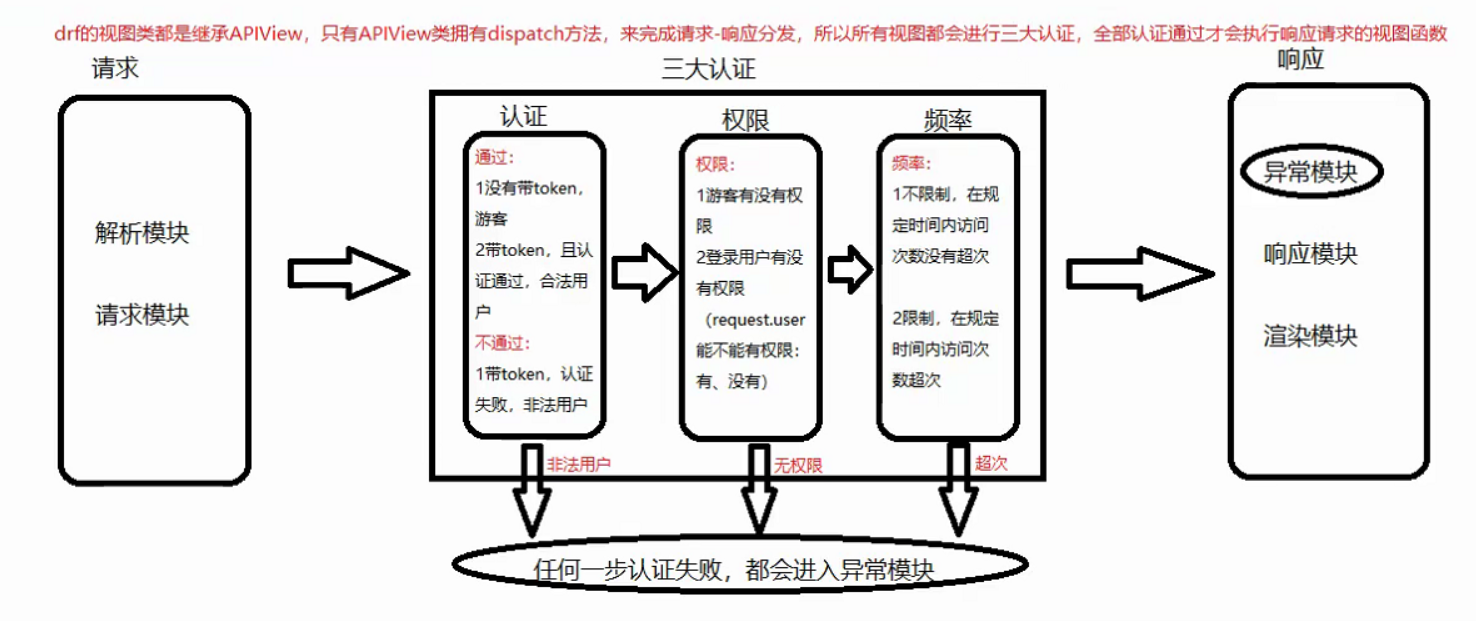 drf的视图类都是继承APIView，只有APIView类拥有dispatch方法，来完成请求-响应分发，所以所有视图都会进行三大认证，全部认证通过才会执行响应请求的视图函数
请求
解析模块
请求模块
三大认证
认证
通过：
1没有带token，
游客
2带token，且认
证通过，合法用
户
不通过：
1带token，认证
失败，非法用户
非法用户
权限
权限：
1游客有没有权
限
2登录用户有没
有权限
（request.user
能不能有权限：
有、没有）
无权限
频率
频率：
1不限制，在规
定时间内访问
次数没有超次
2限制，在规定
时间内访问次
数超次
超次
任何一步认证失败，都会进入异常模块
响应
异常模块
响应模块
渲染模块